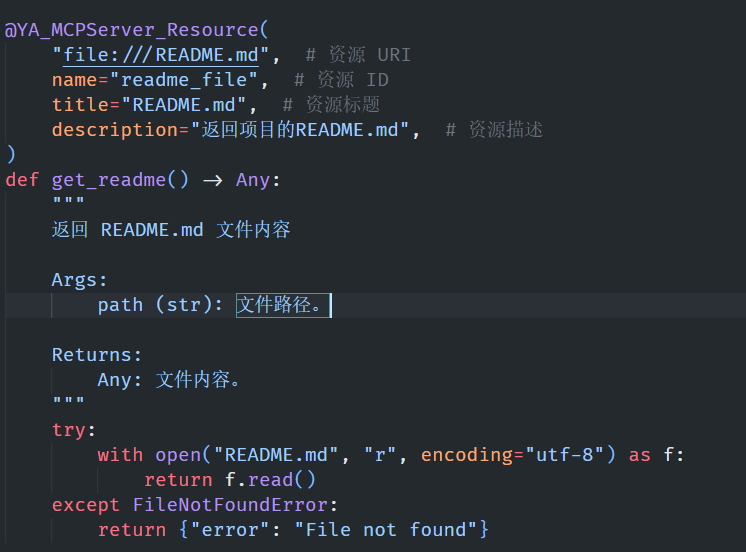 @YA_MCPServer_Resource(
    "file:///README.md",  # 资源 URI
    name="readme_file",  # 资源 ID
    title="README.md",  # 资源标题
    description="返回项目的README.md",  # 资源描述
)
def get_readme() -> Any:
    """
    返回 README.md 文件内容
    Args:
        path (str): 文件路径。
    Returns:
        Any: 文件内容。
    """
    try:
        with open("README.md", "r", encoding="utf-8") as f:
            return f.read()
    except FileNotFoundError:
        return {"error": "File not found"}